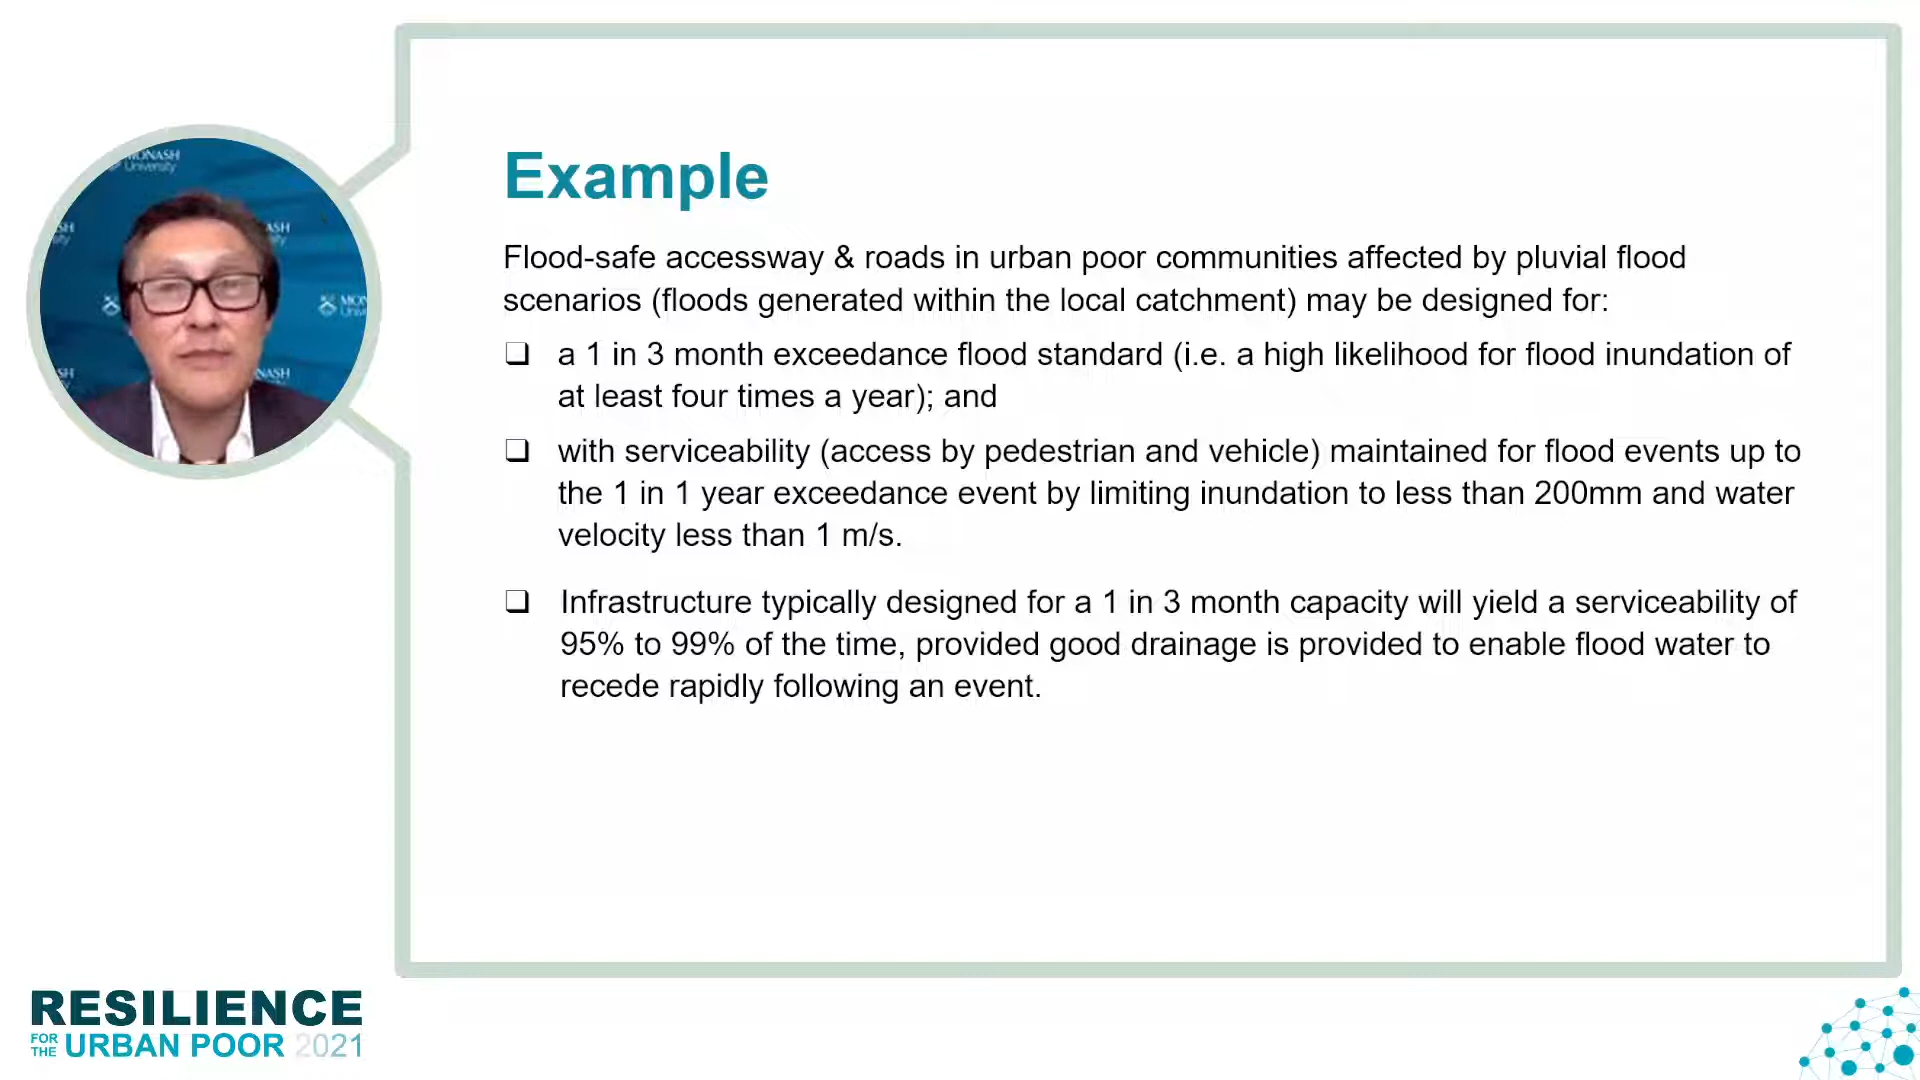 MONASH
University
Example
Flood-safe accessway & roads in urban poor communities affected by pluvial flood
scenarios (floods generated within the local catchment) may be designed for:
❑ a 1 in 3 month exceedance flood standard (i.e. a high likelihood for flood inundation of
at least four times a year); and
❑ with serviceability (access by pedestrian and vehicle) maintained for flood events up to
the 1 in 1 year exceedance event by limiting inundation to less than 200mm and water
velocity less than 1 m/s.
❑ Infrastructure typically designed for a 1 in 3 month capacity will yield a serviceability of
95% to 99% of the time, provided good drainage is provided to enable flood water to
recede rapidly following an event.
RESILIENCE
FOR THE URBAN POOR 2021